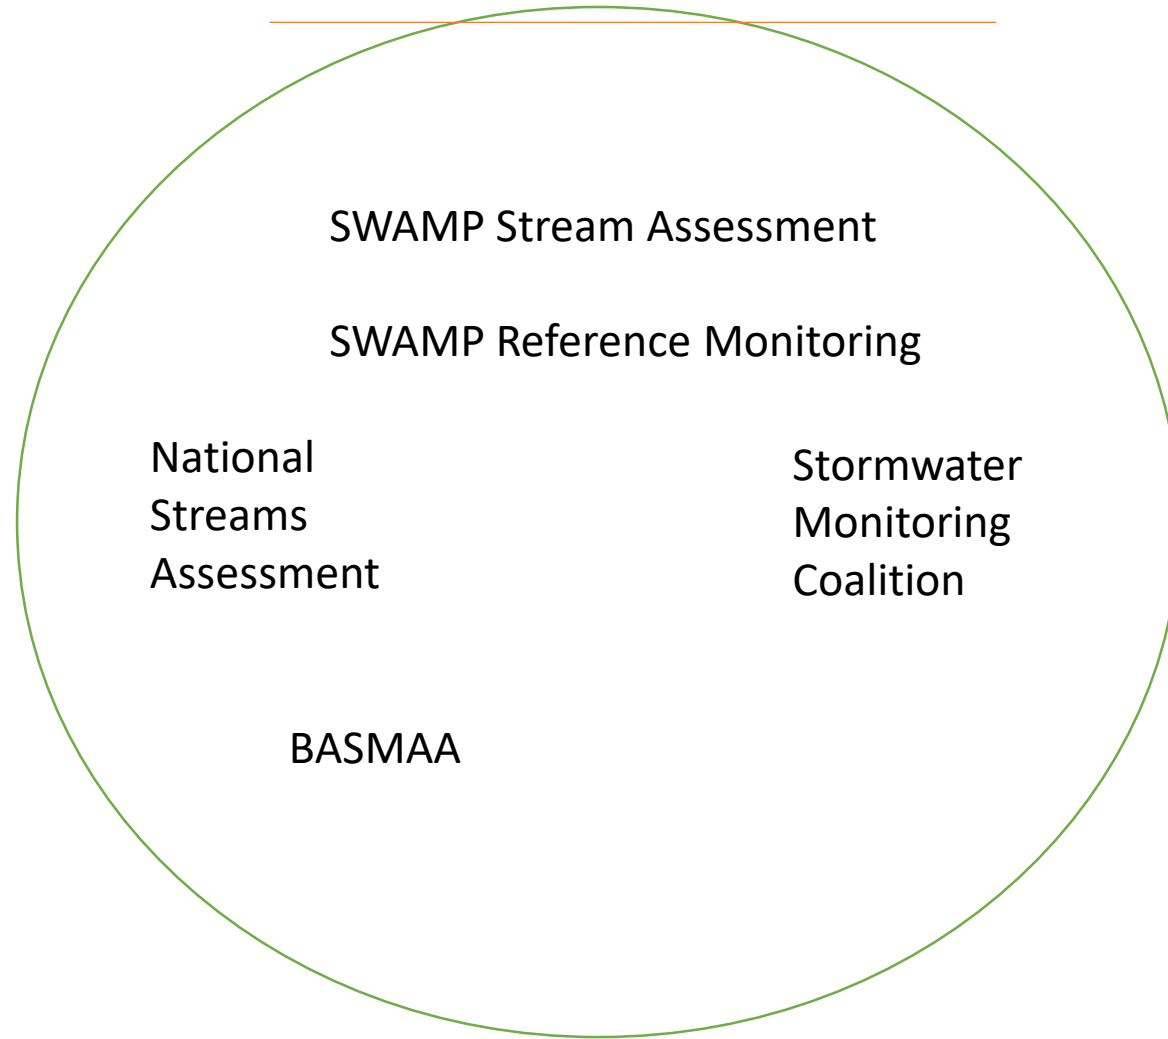 SWAMP Stream Assessment
SWAMP Reference Monitoring
National
Streams
Assessment
Stormwater
Monitoring
Coalition
BASMAA